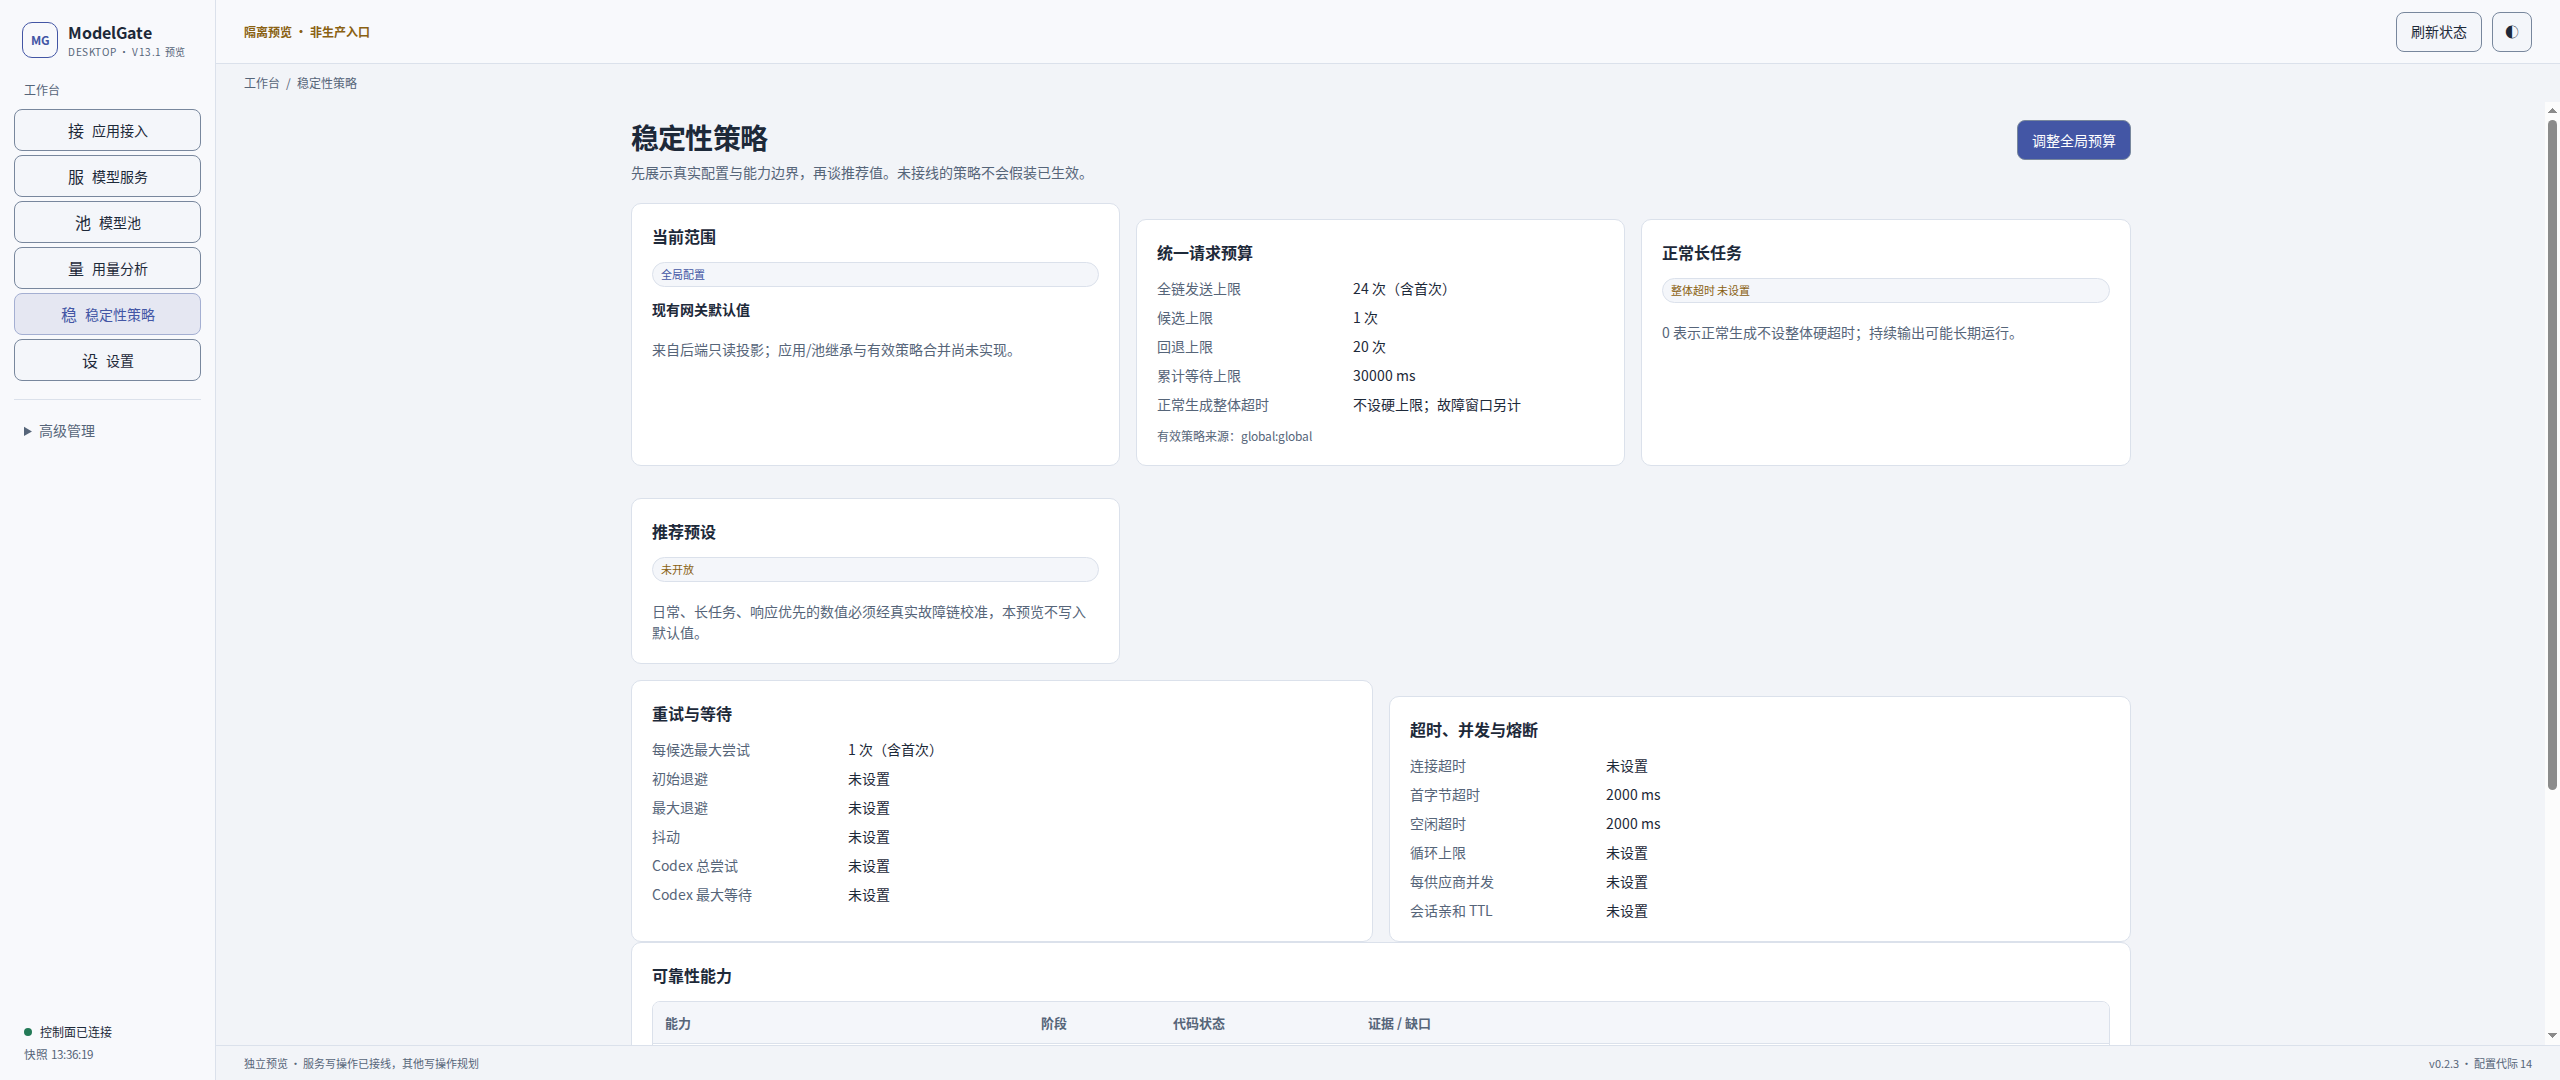 MG
ModelGate
DESKTOP · V13.1 预览
工作台
接 应用接入
服 模型服务
池 模型池
量 用量分析
稳 稳定性策略
设 设置
▶ 高级管理
控制面已连接
快照 13:36:19
隔离预览 · 非生产入口
刷新状态
工作台 / 稳定性策略
稳定性策略
先展示真实配置与能力边界，再谈推荐值。未接线的策略不会假装已生效。
调整全局预算
当前范围
全局配置
现有网关默认值
来自后端只读投影；应用/池继承与有效策略合并尚未实现。
统一请求预算
全链发送上限 24 次（含首次）
候选上限 1 次
回退上限 20 次
累计等待上限 30000 ms
正常生成整体超时 不设硬上限；故障窗口另计
有效策略来源：global:global
正常长任务
整体超时 未设置
0 表示正常生成不设整体硬超时；持续输出可能长期运行。
推荐预设
未开放
日常、长任务、响应优先的数值必须经真实故障链校准，本预览不写入
默认值。
重试与等待
每候选最大尝试 1 次（含首次）
初始退避 未设置
最大退避 未设置
抖动 未设置
Codex 总尝试 未设置
Codex 最大等待 未设置
超时、并发与熔断
连接超时 未设置
首字节超时 2000 ms
空闲超时 2000 ms
循环上限 未设置
每供应商并发 未设置
会话亲和 TTL 未设置
可靠性能力
能力 阶段 代码状态 证据 / 缺口
独立预览 · 服务写操作已接线，其他写操作规划
v0.2.3 · 配置代际 14